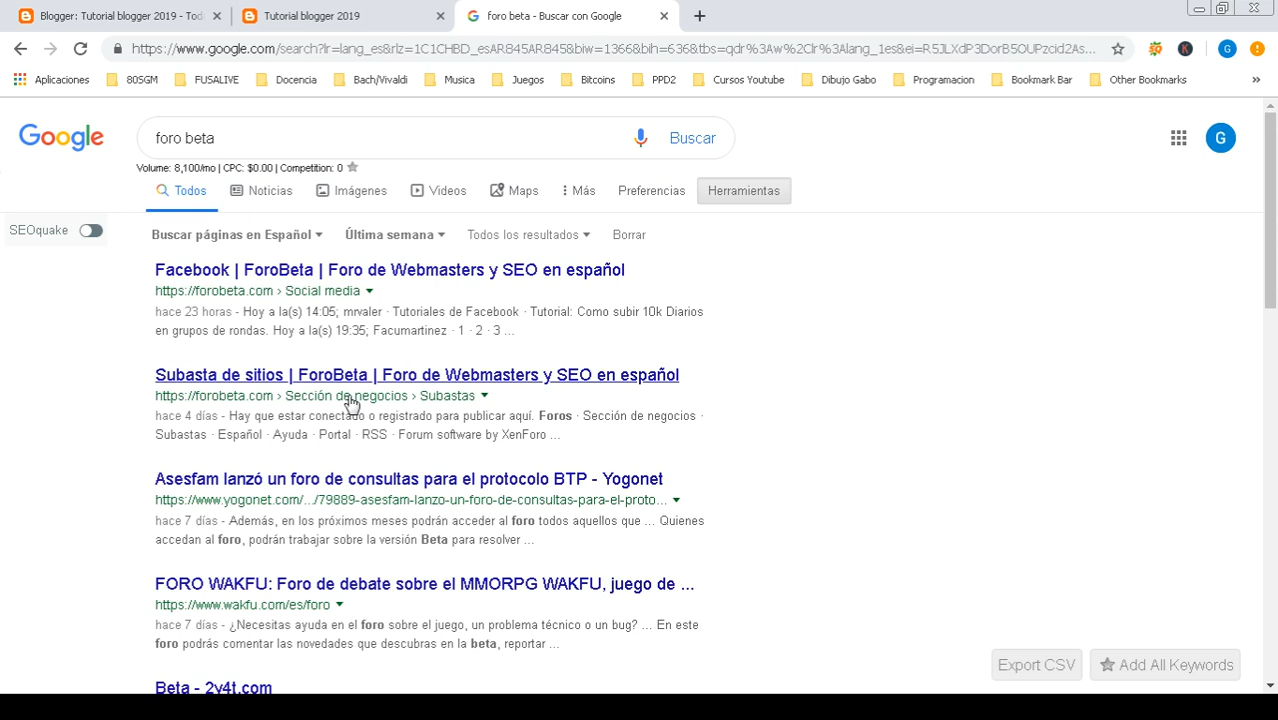 Blogger: Tutorial blogger 2019 - Tod
Tutorial blogger 2019
foro beta - Buscar con Google
https://www.google.com/search?lr=lang_es&rlz=1C1CHBD_esAR845AR845&biw=1366&bih=636&tbs=qdr%3Aw%2Clr%3Alang_1es&ei=R5JLXdP3DorB5OUPzcid2As...
Aplicaciones
80SGM
FUSALIVE
Docencia
Bach/Vivaldi
Musica
Juegos
Bitcoins
PPD2
Cursos Youtube
Dibujo Gabo
Programacion
Bookmark Bar
Other Bookmarks
Google
foro beta
Buscar
G
Volume: 8,100/mo | CPC: $0.00 | Competition: 0
Todos
Noticias
Imágenes
Videos
Maps
Más
Preferencias
Herramientas
SEOquake
Buscar páginas en Español
Última semana
Todos los resultados
Borrar
Facebook | ForoBeta | Foro de Webmasters y SEO en español
https://forobeta.com › Social media
hace 23 horas - Hoy a la(s) 14:05; mrvaler · Tutoriales de Facebook · Tutorial: Como subir 10k Diarios
en grupos de rondas. Hoy a la(s) 19:35; Facumartinez · 1 · 2 · 3 ...
Subasta de sitios | ForoBeta | Foro de Webmasters y SEO en español
https://forobeta.com › Sección de negocios › Subastas
hace 4 días - Hay que estar conectado o registrado para publicar aquí. Foros · Sección de negocios ·
Subastas · Español · Ayuda · Portal · RSS · Forum software by XenForo ...
Asesfam lanzó un foro de consultas para el protocolo BTP - Yogonet
https://www.yogonet.com/.../79889-asesfam-lanzo-un-foro-de-consultas-para-el-proto...
hace 7 días - Además, en los próximos meses podrán acceder al foro todos aquellos que ... Quienes
accedan al foro, podrán trabajar sobre la versión Beta para resolver ...
FORO WAKFU: Foro de debate sobre el MMORPG WAKFU, juego de ...
https://www.wakfu.com/es/foro
hace 7 días - ¿Necesitas ayuda en el foro sobre el juego, un problema técnico o un bug? ... En este
foro podrás comentar las novedades que descubras en la beta, reportar ...
Beta - 2y4t.com
Export CSV
Add All Keywords